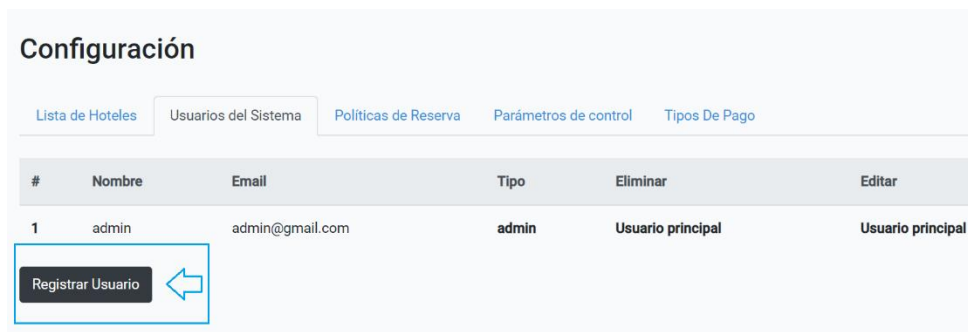 Configuración
Lista de Hoteles Usuarios del Sistema Políticas de Reserva Parámetros de control Tipos De Pago
# Nombre Email Tipo Eliminar Editar
1 admin admin@gmail.com admin Usuario principal Usuario principal
Registrar Usuario